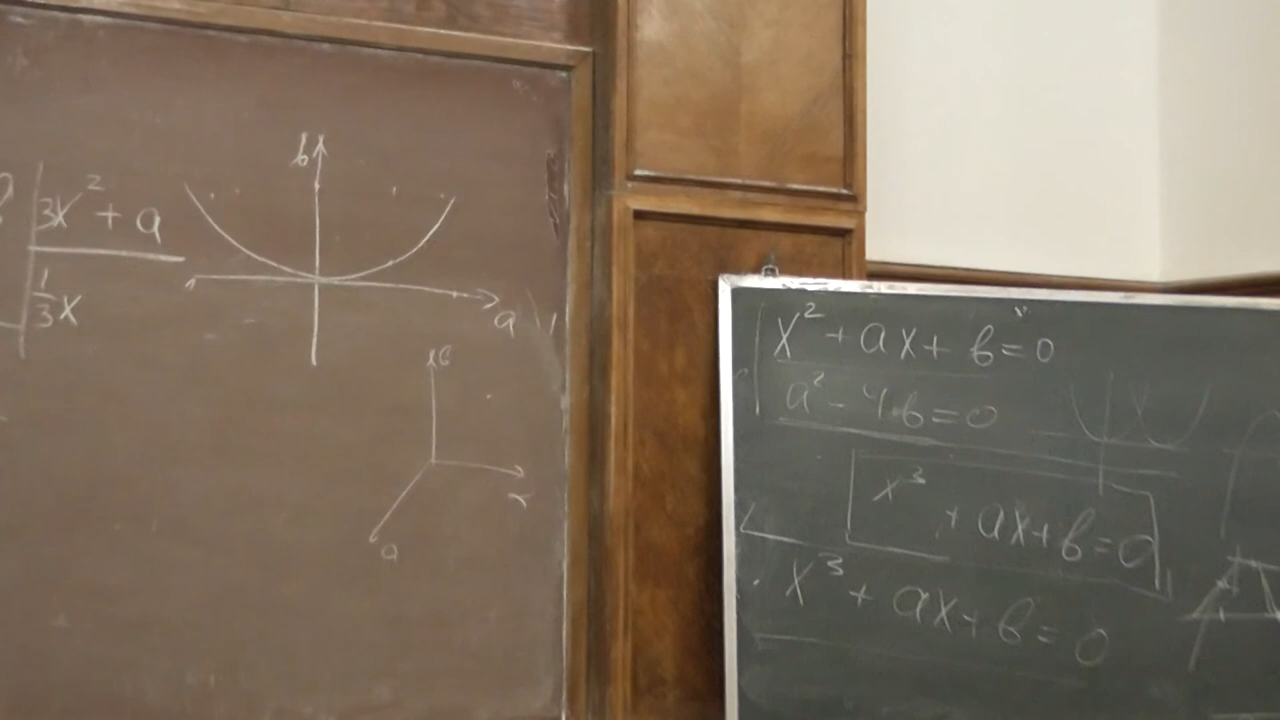 3x² + a
1/3 x
b
a
b
x
a
x² + ax + b = 0
a² - 4b = 0
x³ + ax + b = 0
x³ + ax + b = 0